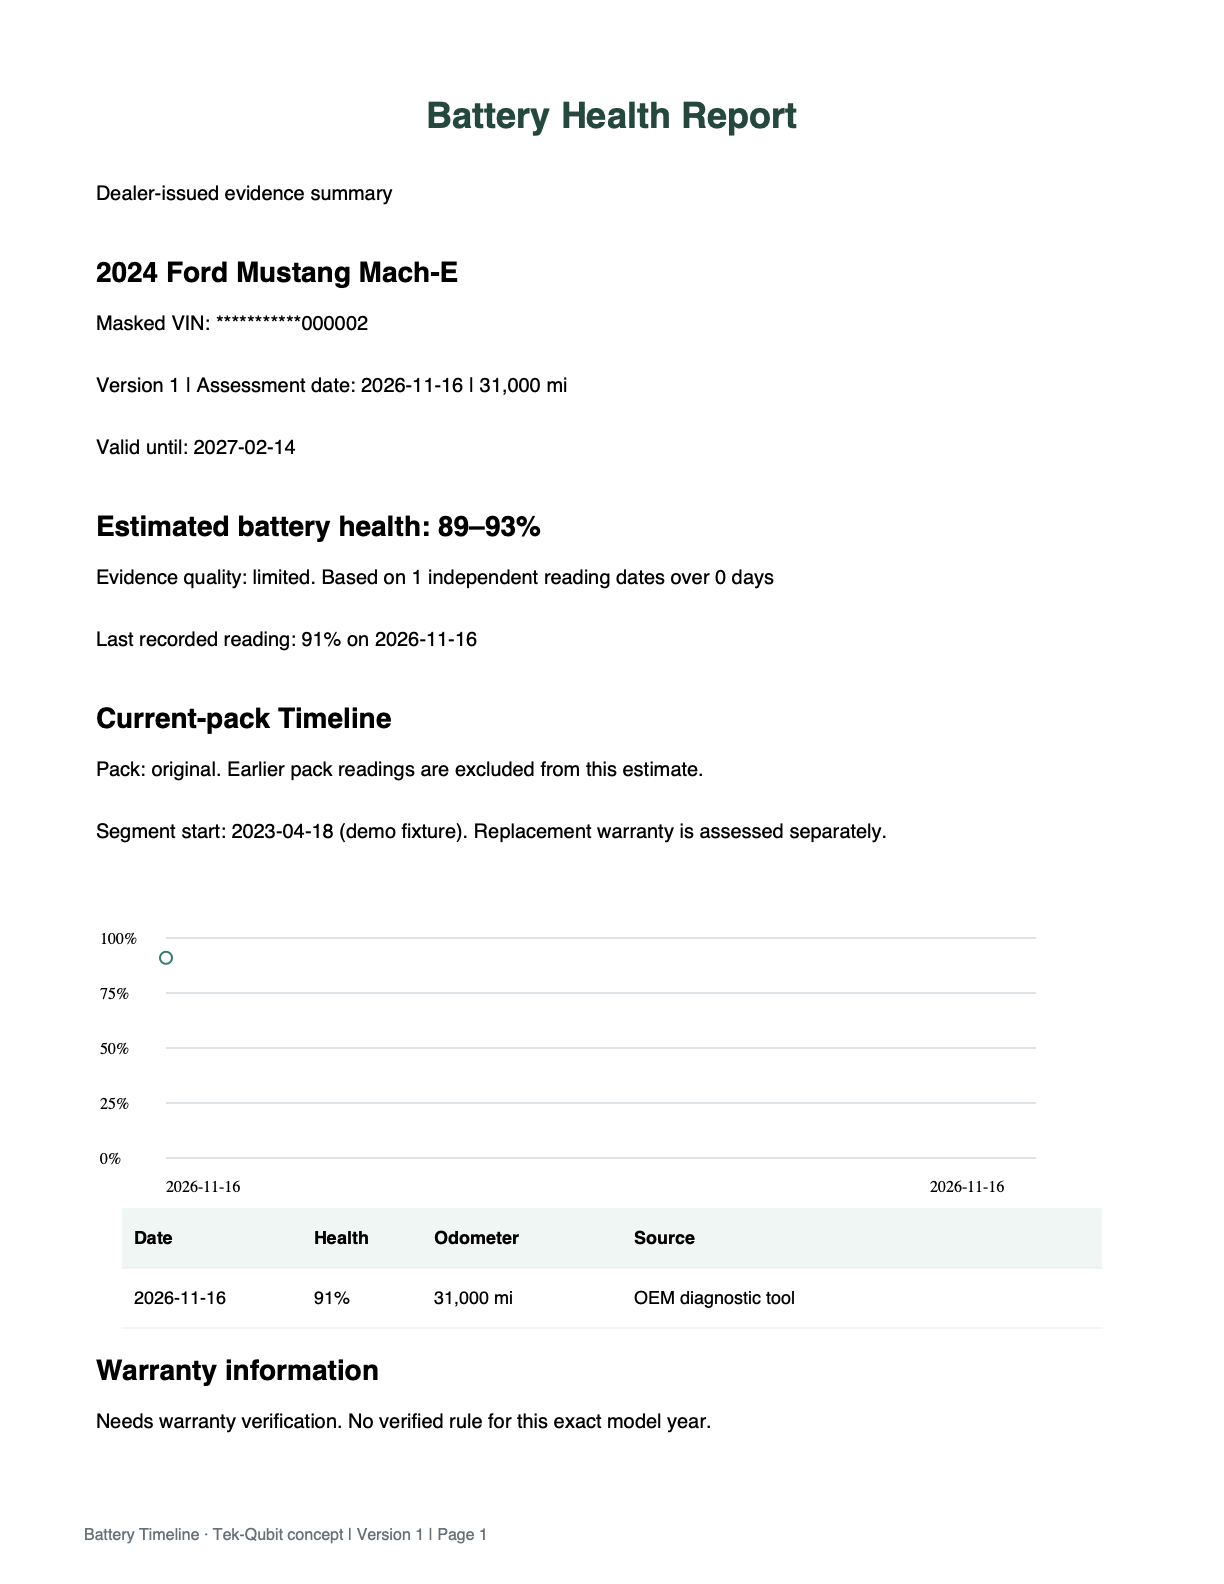 Battery Health Report
Dealer-issued evidence summary
2024 Ford Mustang Mach-E
Masked VIN: ***********000002
Version 1 | Assessment date: 2026-11-16 | 31,000 mi
Valid until: 2027-02-14
Estimated battery health: 89–93%
Evidence quality: limited. Based on 1 independent reading dates over 0 days
Last recorded reading: 91% on 2026-11-16
Current-pack Timeline
Pack: original. Earlier pack readings are excluded from this estimate.
Segment start: 2023-04-18 (demo fixture). Replacement warranty is assessed separately.
100%
75%
50%
25%
0%
2026-11-16 2026-11-16
Date Health Odometer Source
2026-11-16 91% 31,000 mi OEM diagnostic tool
Warranty information
Needs warranty verification. No verified rule for this exact model year.
Battery Timeline · Tek-Qubit concept | Version 1 | Page 1